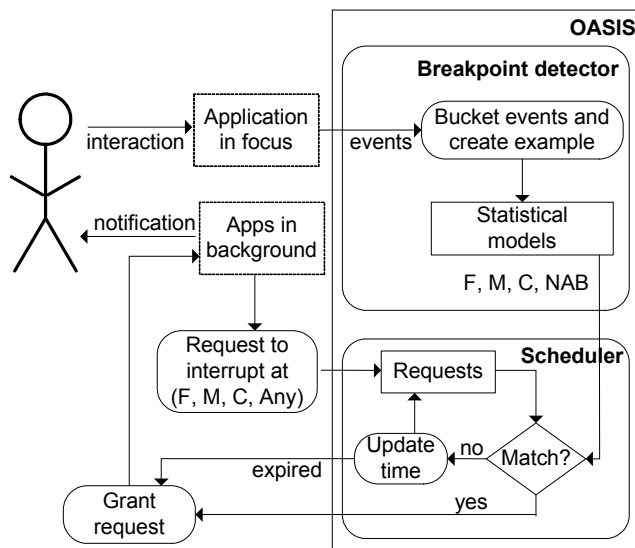 OASIS
Breakpoint detector
Application
in focus
Bucket events and
create example
interaction
events
notification
Apps in
background
Statistical
models
F, M, C, NAB
Request to
interrupt at
(F, M, C, Any)
Scheduler
Requests
Update
time
no
Match?
expired
Grant
request
yes